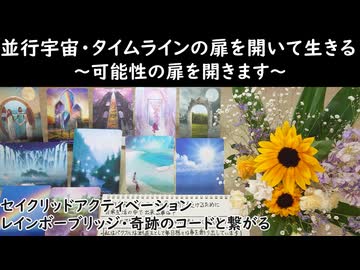 並行宇宙・タイムラインの扉を開いて生きる
～可能性の扉を開きます～
セイクリッドアクティベーション
レインボーブリッジ・奇跡のコードと繋がる